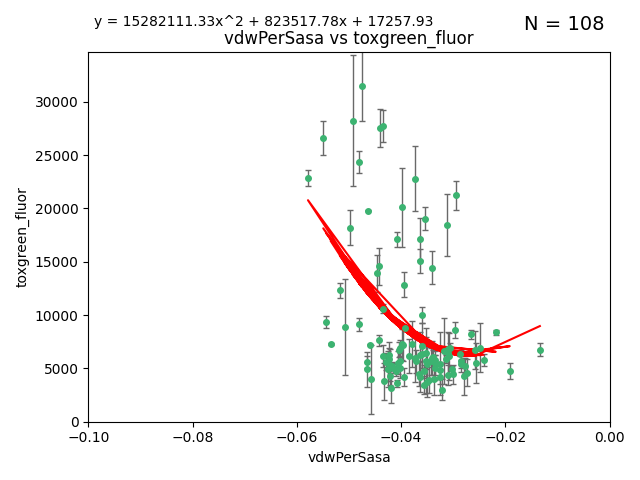 y = 15282111.33x^2 + 823517.78x + 17257.93
N = 108
vdwPerSasa vs toxgreen_fluor
30000
25000
20000
15000
10000
5000
0
toxgreen_fluor
−0.10
−0.08
−0.06
−0.04
−0.02
0.00
vdwPerSasa